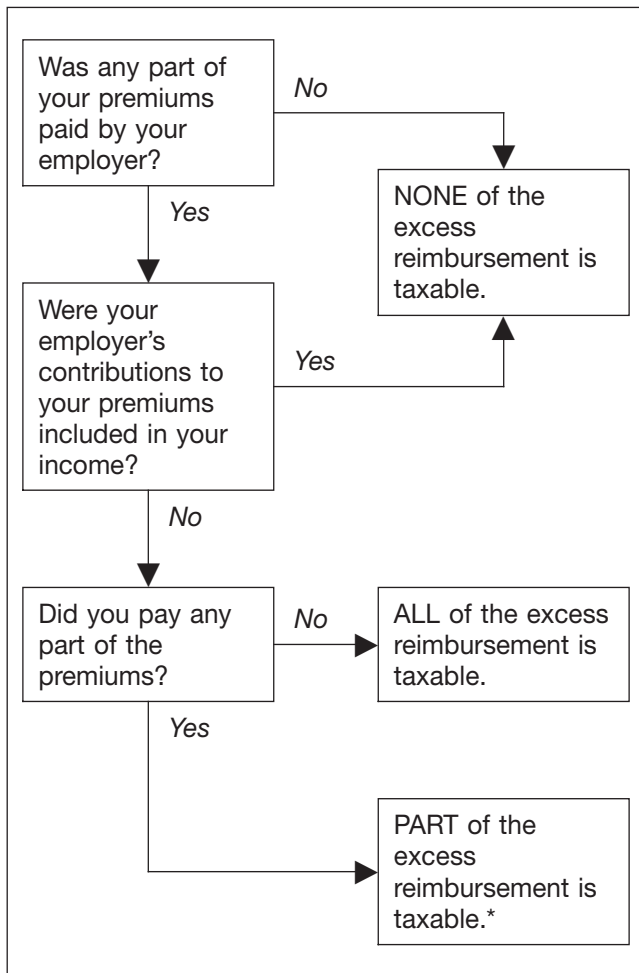 Was any part of
your premiums
paid by your
employer?
No
NONE of the
excess
reimbursement is
taxable.
Yes
Were your
employer’s
contributions to
your premiums
included in your
income?
Yes
No
Did you pay any
part of the
premiums?
No
ALL of the excess
reimbursement is
taxable.
Yes
PART of the
excess
reimbursement is
taxable.*